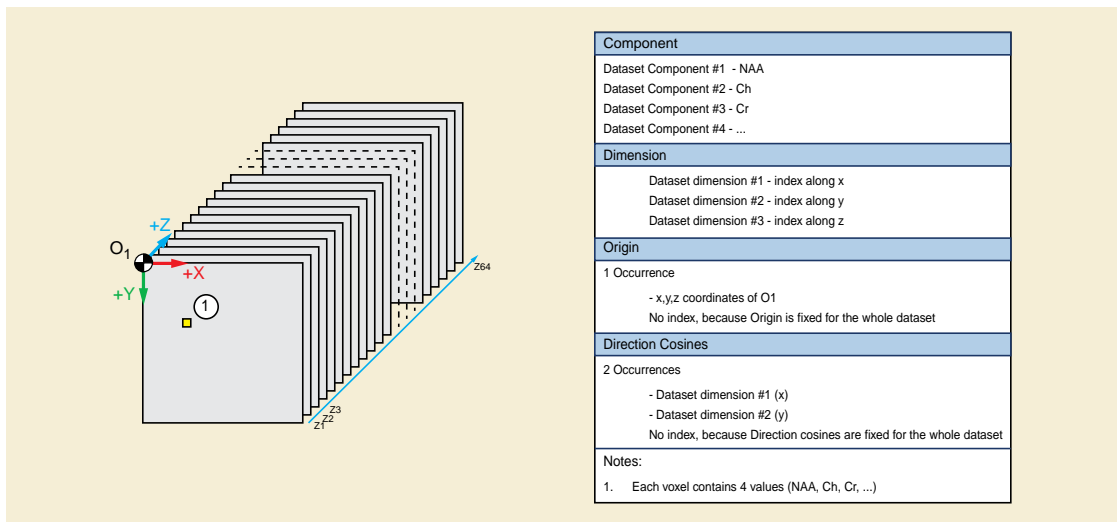 +Z
O1
+X
+Y
1
Z64
Z3
Z2
Z1
Component
Dataset Component #1 - NAA
Dataset Component #2 - Ch
Dataset Component #3 - Cr
Dataset Component #4 - ...
Dimension
Dataset dimension #1 - index along x
Dataset dimension #2 - index along y
Dataset dimension #3 - index along z
Origin
1 Occurrence
- x,y,z coordinates of O1
No index, because Origin is fixed for the whole dataset
Direction Cosines
2 Occurrences
- Dataset dimension #1 (x)
- Dataset dimension #2 (y)
No index, because Direction cosines are fixed for the whole dataset
Notes:
1. Each voxel contains 4 values (NAA, Ch, Cr, ...)